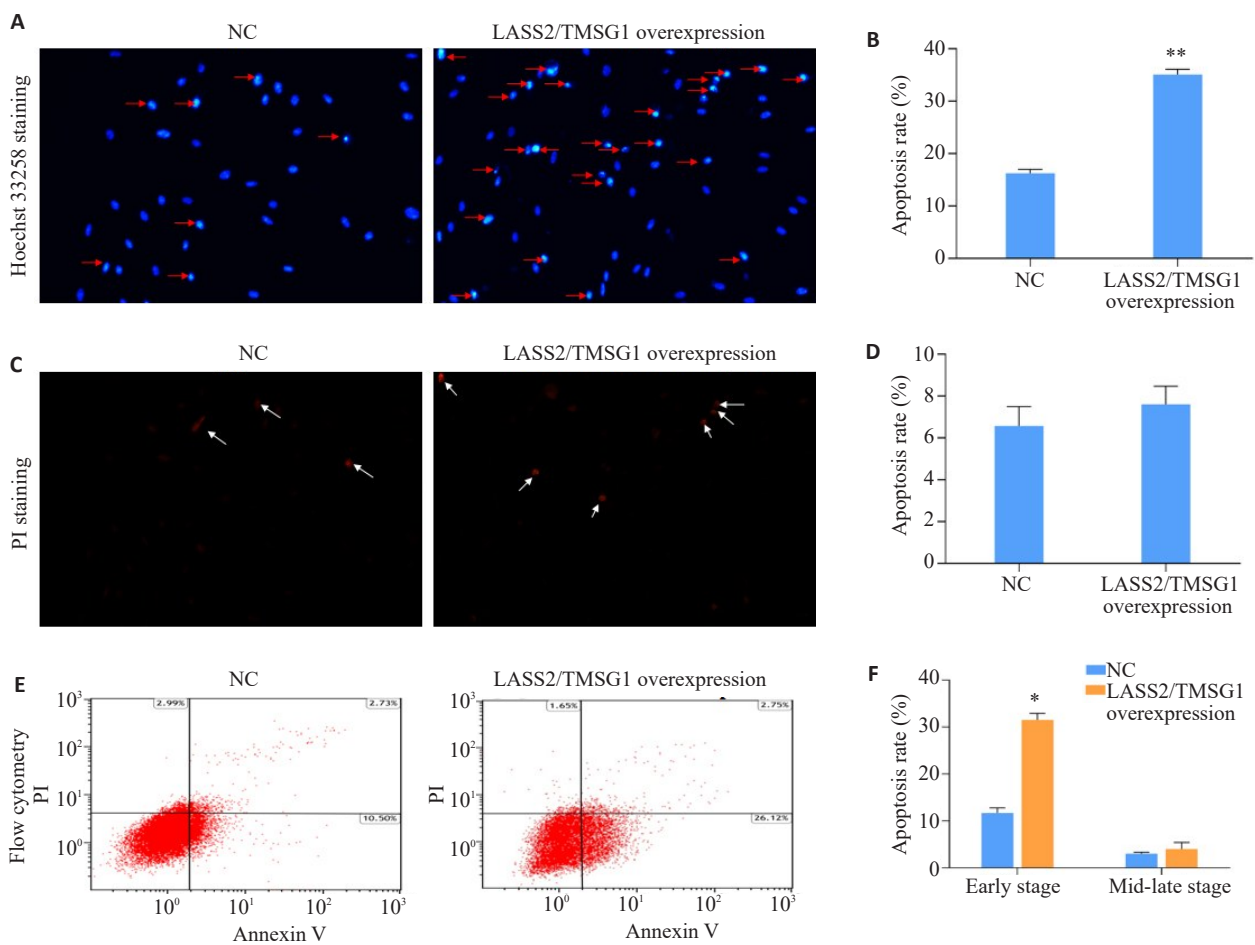 A
NC
LASS2/TMSG1 overexpression
Hoechst 33258 staining
B
Apoptosis rate (%)
40
30
20
10
0
**
NC
LASS2/TMSG1
overexpression
C
NC
LASS2/TMSG1 overexpression
PI staining
D
Apoptosis rate (%)
10
8
6
4
2
0
NC
LASS2/TMSG1
overexpression
E
NC
LASS2/TMSG1 overexpression
Flow cytometry
PI
10³
10²
10¹
10⁰
2.99%
2.73%
10.50%
10⁰ 10¹ 10² 10³
Annexin V
PI
10³
10²
10¹
10⁰
1.65%
2.75%
26.12%
10⁰ 10¹ 10² 10³
Annexin V
F
NC
LASS2/TMSG1
overexpression
Apoptosis rate (%)
40
30
30
10
0
*
Early stage
Mid-late stage